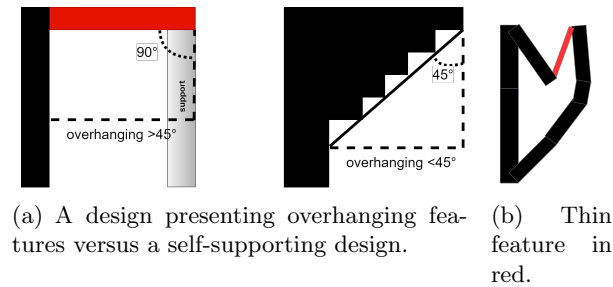 90°
support
overhanging >45°
45°
overhanging <45°
(a) A design presenting overhanging fea-
tures versus a self-supporting design.
(b) Thin
feature in
red.